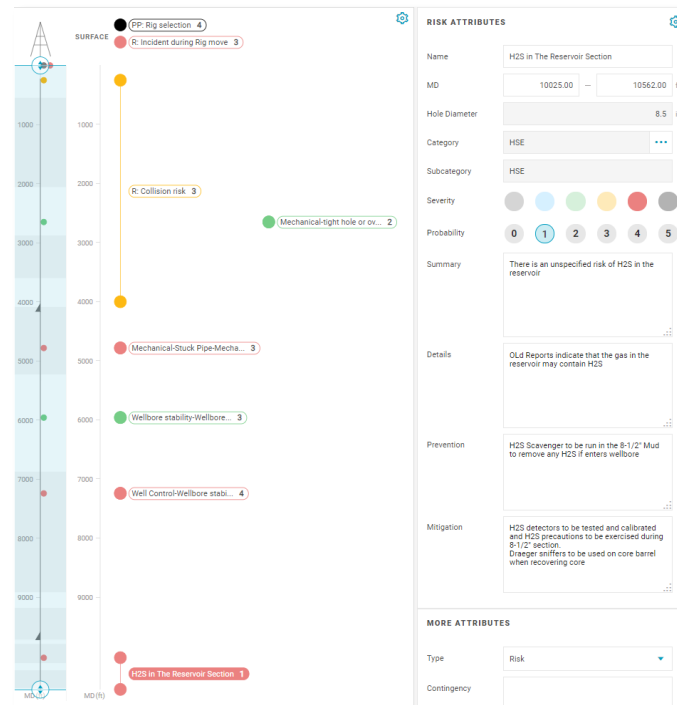 SURFACE
PP: Rig selection 4
R: Incident during Rig move 3
1000
1000
2000
2000
R: Collision risk 3
Mechanical-tight hole or ov... 2
3000
3000
4000
4000
Mechanical-Stuck Pipe-Mecha... 3
5000
5000
6000
6000
Wellbore stability-Wellbore... 3
7000
7000
Well Control-Wellbore stabi... 4
8000
8000
9000
9000
H2S in The Reservoir Section 1
MD (ft)
MD (ft)
RISK ATTRIBUTES
Name
H2S in The Reservoir Section
MD
10025.00 – 10562.00
Hole Diameter
8.5
Category
HSE
Subcategory
HSE
Severity
Probability
0 1 2 3 4 5
Summary
There is an unspecified risk of H2S in the
reservoir
Details
OLd Reports indicate that the gas in the
reservoir may contain H2S
Prevention
H2S Scavenger to be run in the 8-1/2" Mud
to remove any H2S if enters wellbore
Mitigation
H2S detectors to be tested and calibrated
and H2S precautions to be exercised during
8-1/2" section.
Draeger sniffers to be used on core barrel
when recovering core
MORE ATTRIBUTES
Type
Risk
Contingency